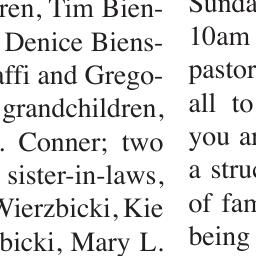 ren, Tim Bien-
Denice Biens-
affi and Grego-
grandchildren,
. Conner; two
sister-in-laws,
Wierzbicki, Kie
bicki, Mary L.
Sunda
10am
pastor
all to
you ar
a struc
of fam
being